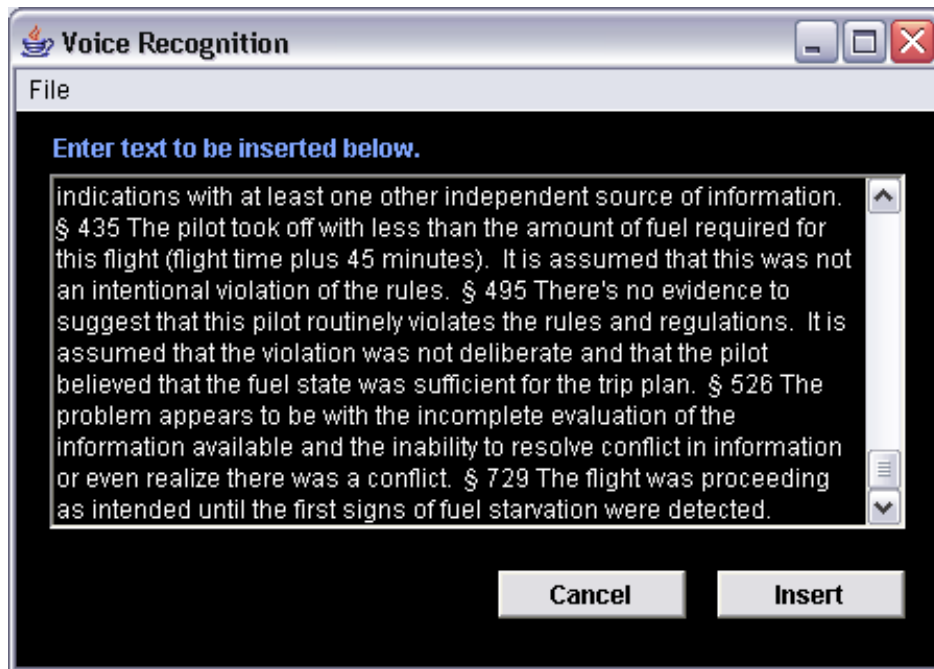 Voice Recognition
File
Enter text to be inserted below.
indications with at least one other independent source of information.
§ 435 The pilot took off with less than the amount of fuel required for
this flight (flight time plus 45 minutes).  It is assumed that this was not
an intentional violation of the rules.  § 495 There's no evidence to
suggest that this pilot routinely violates the rules and regulations.  It is
assumed that the violation was not deliberate and that the pilot
believed that the fuel state was sufficient for the trip plan.  § 526 The
problem appears to be with the incomplete evaluation of the
information available and the inability to resolve conflict in information
or even realize there was a conflict.  § 729 The flight was proceeding
as intended until the first signs of fuel starvation were detected.
Cancel Insert